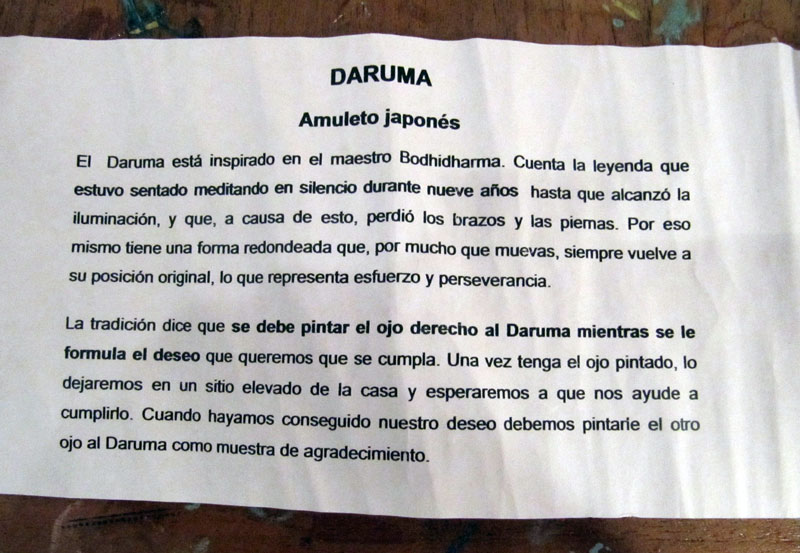 DARUMA
Amuleto japonés
El Daruma está inspirado en el maestro Bodhidharma. Cuenta la leyenda que
estuvo sentado meditando en silencio durante nueve años hasta que alcanzó la
iluminación, y que, a causa de esto, perdió los brazos y las piernas. Por eso
mismo tiene una forma redondeada que, por mucho que muevas, siempre vuelve a
su posición original, lo que representa esfuerzo y perseverancia.
La tradición dice que se debe pintar el ojo derecho al Daruma mientras se le
formula el deseo que queremos que se cumpla. Una vez tenga el ojo pintado, lo
dejaremos en un sitio elevado de la casa y esperaremos a que nos ayude a
cumplirlo. Cuando hayamos conseguido nuestro deseo debemos pintarle el otro
ojo al Daruma como muestra de agradecimiento.